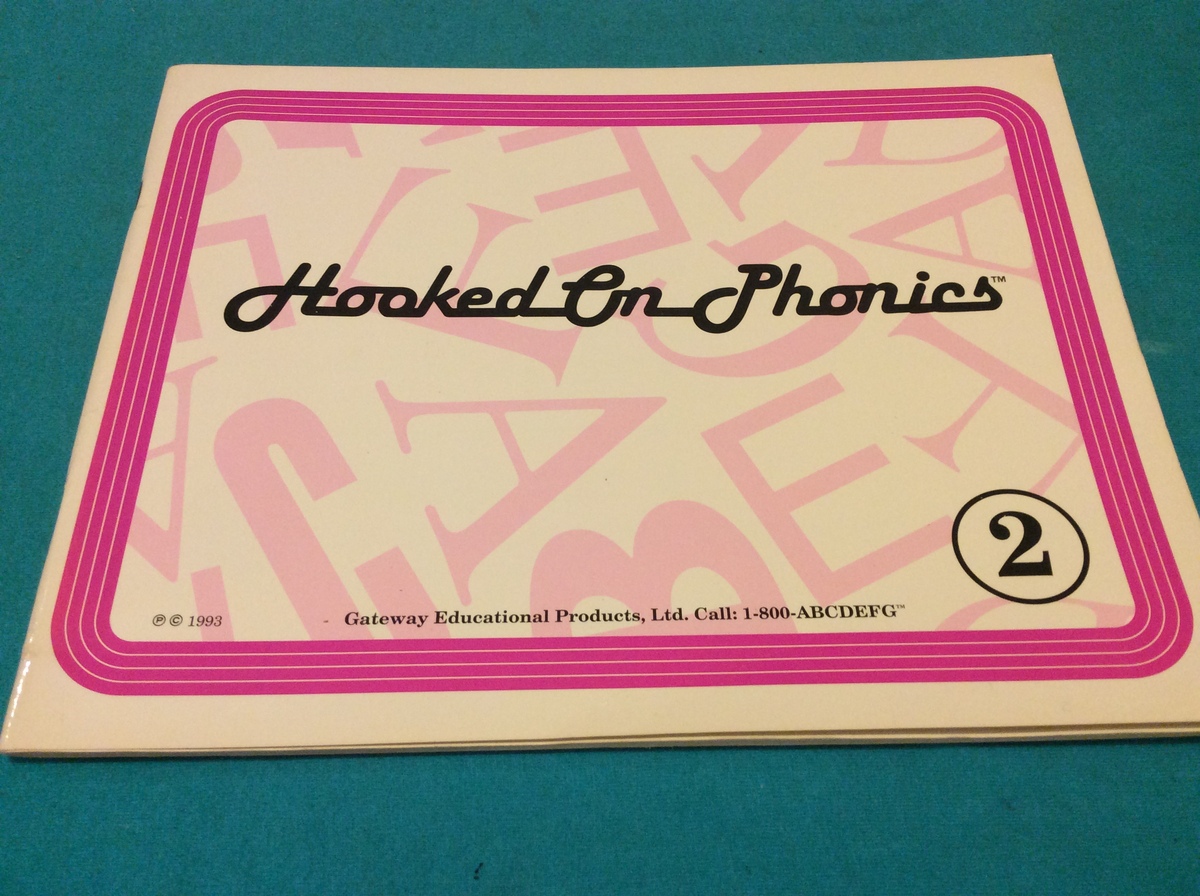 Hooked On Phonics™
2
℗ © 1993 Gateway Educational Products, Ltd. Call: 1-800-ABCDEFG™